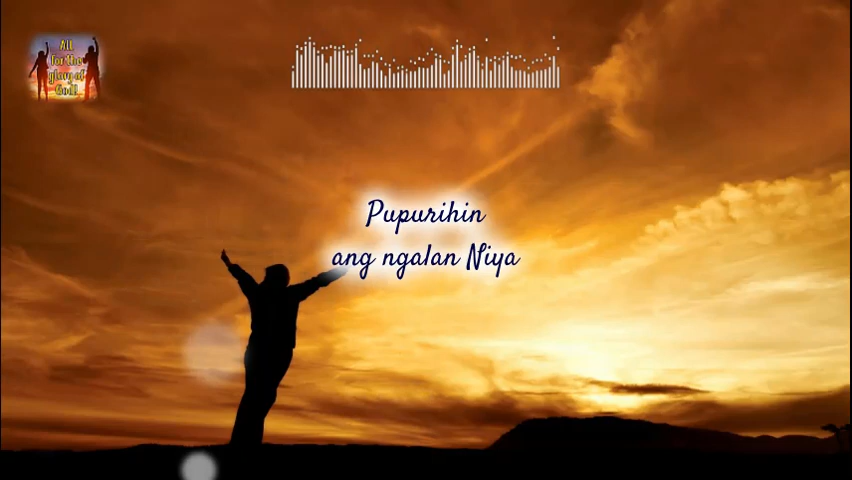 All
for the
glory of
God!
Pupurihin
ang ngalan Niya